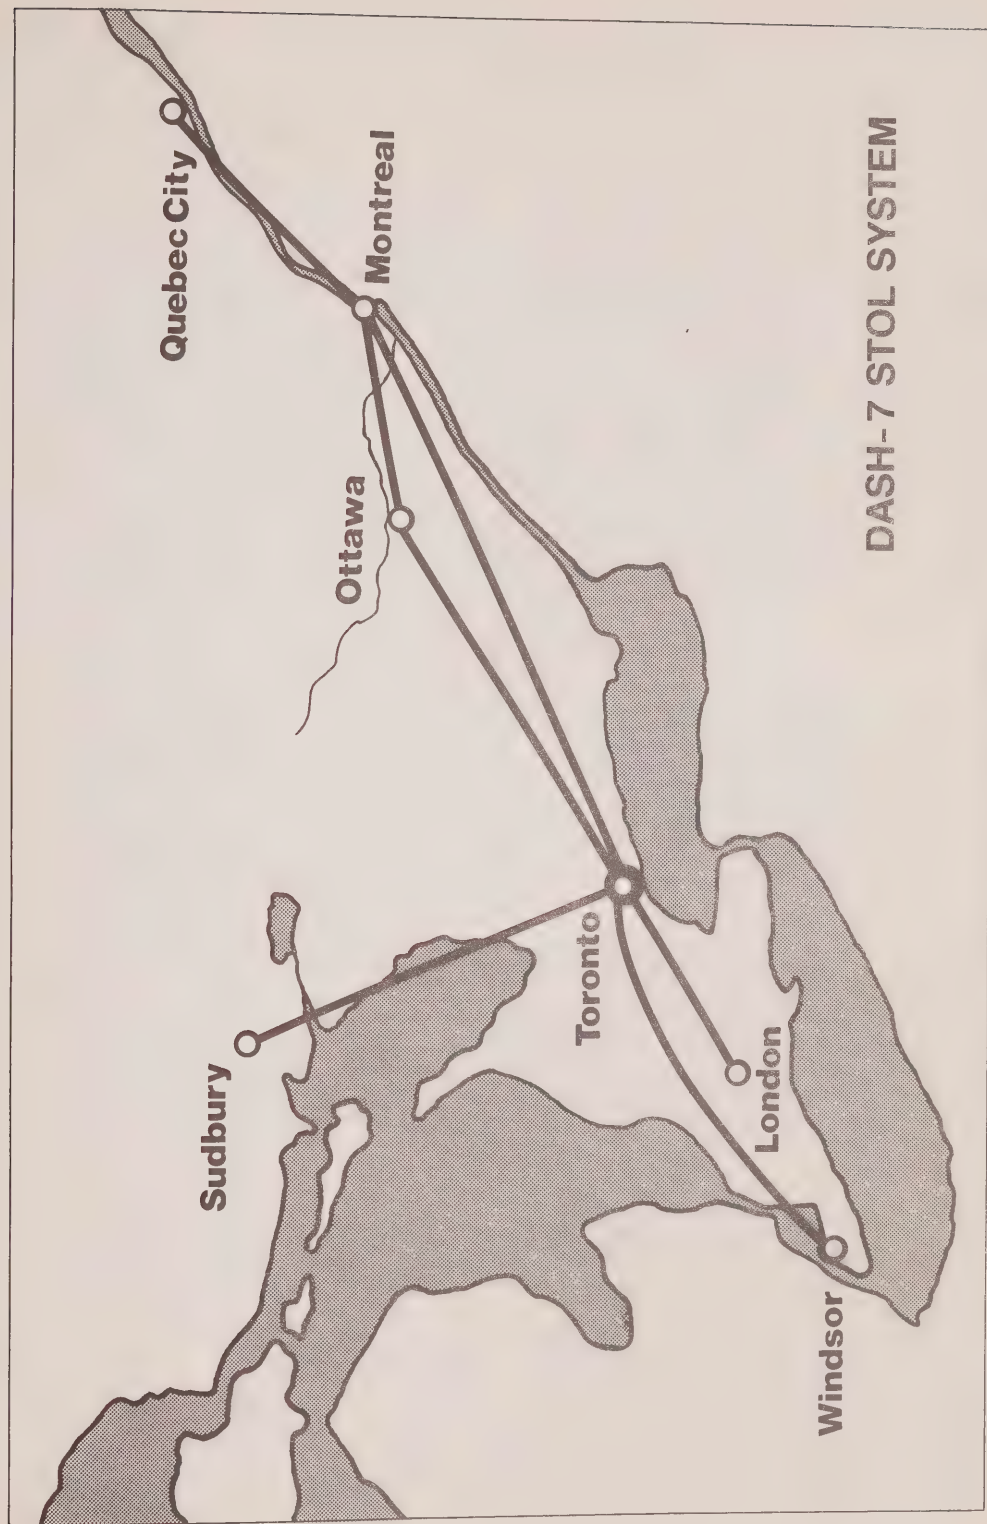 Quebec City
Montreal
Ottawa
Sudbury
Toronto
London
Windsor
DASH-7 STOL SYSTEM